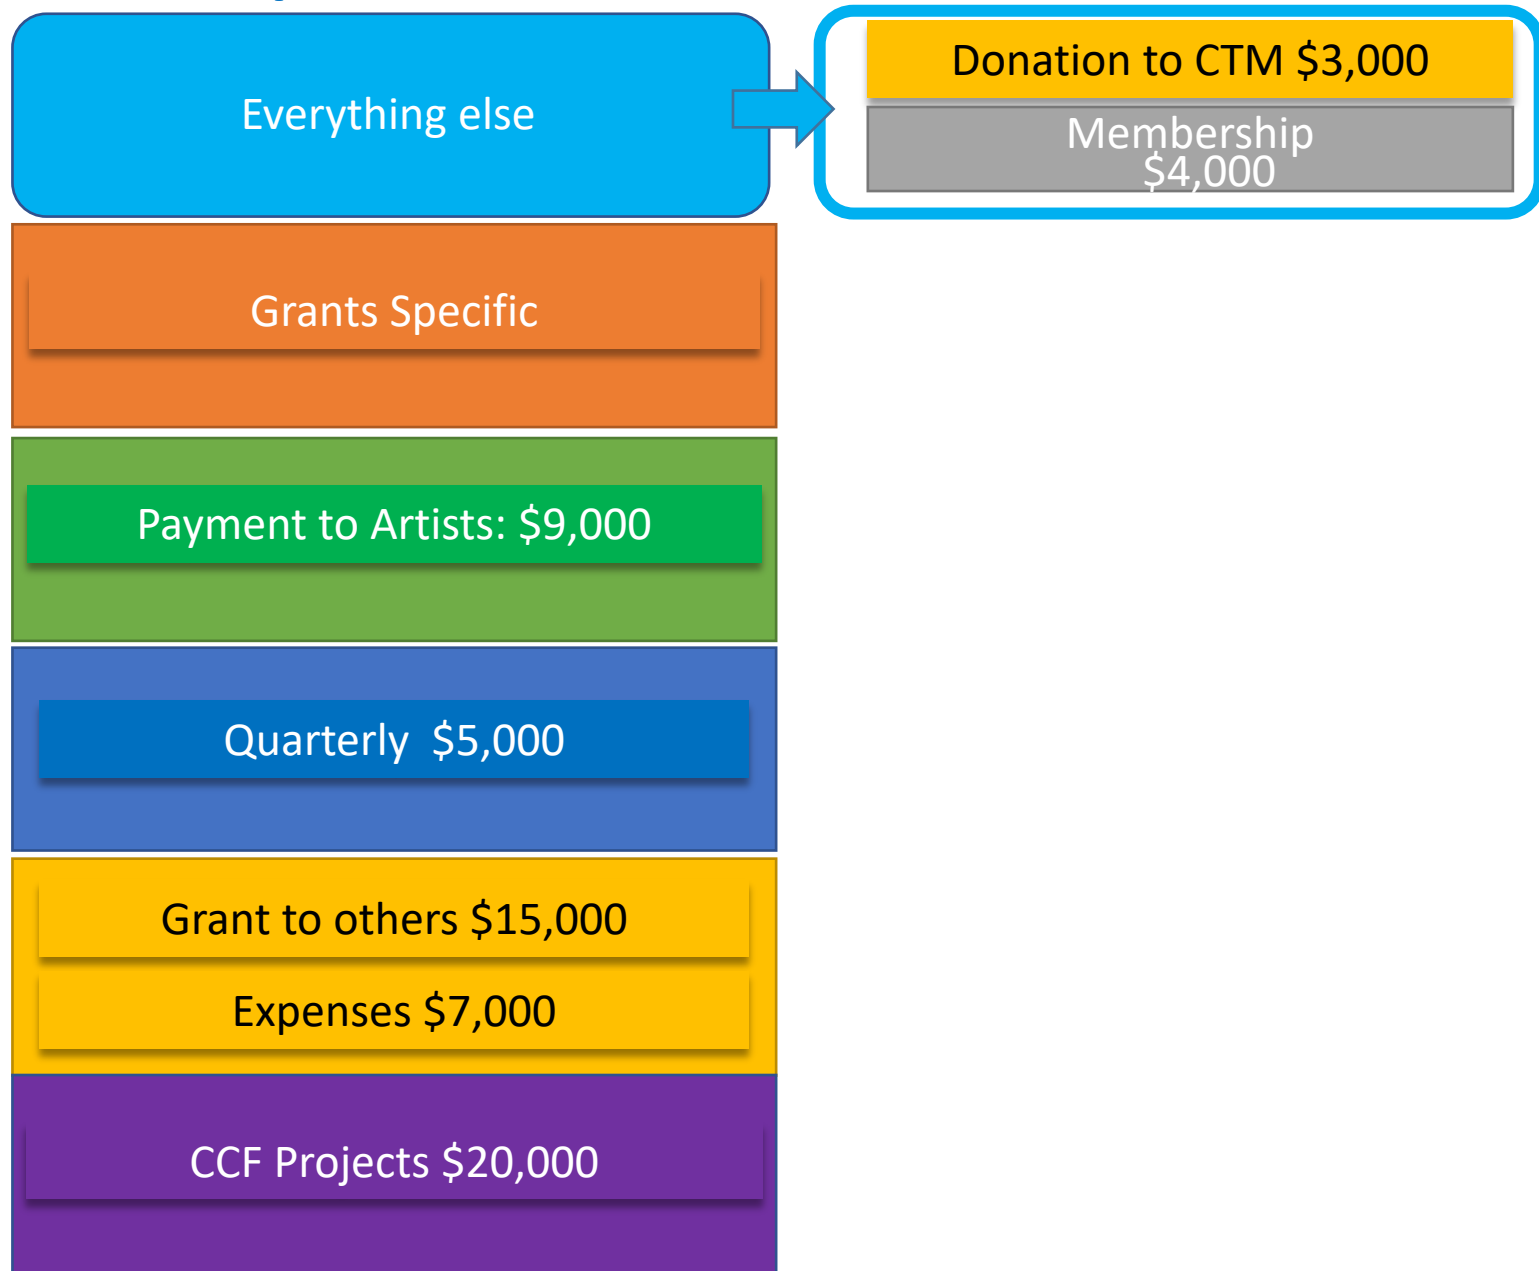 Everything else
Donation to CTM $3,000
Membership
$4,000
Grants Specific
Payment to Artists: $9,000
Quarterly  $5,000
Grant to others $15,000
Expenses $7,000
CCF Projects $20,000